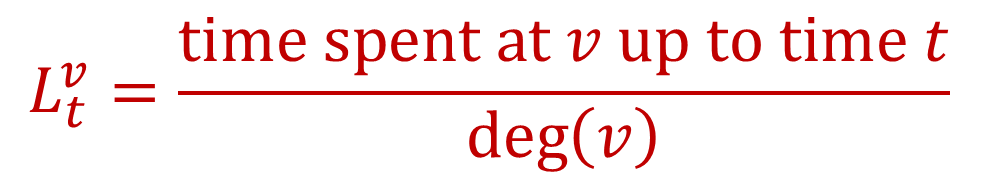 time spent at v up to time t
L_t^v =
deg(v)